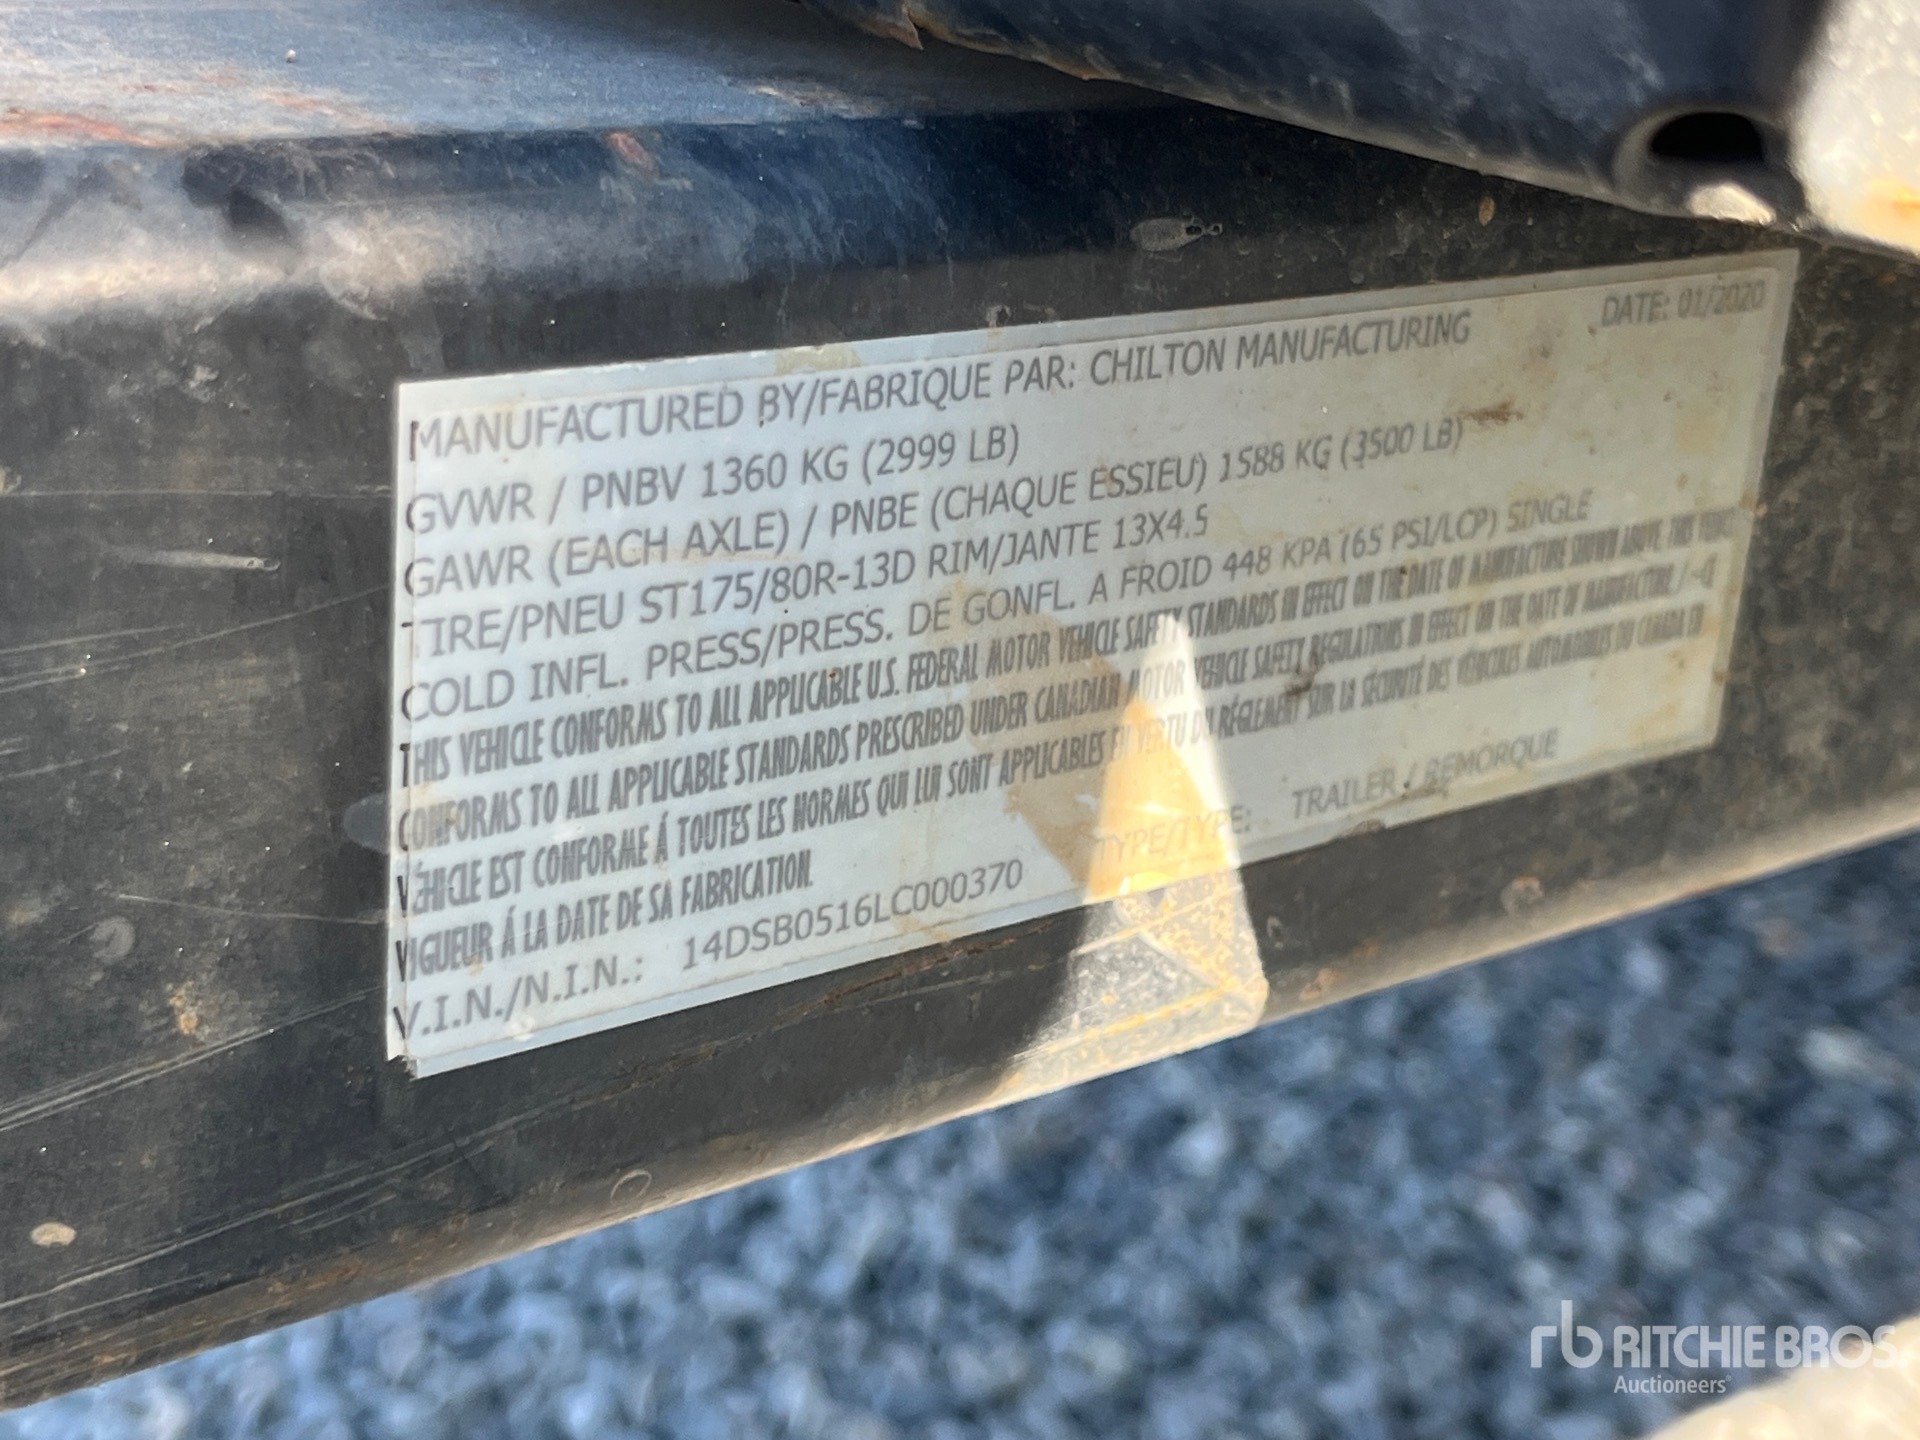 MANUFACTURED BY/FABRIQUE PAR: CHILTON MANUFACTURING DATE: 01/2020
GVWR / PNBV 1360 KG (2999 LB)
GAWR (EACH AXLE) / PNBE (CHAQUE ESSIEU) 1588 KG (3500 LB)
TIRE/PNEU ST175/80R-13D RIM/JANTE 13X4.5
COLD INFL. PRESS/PRESS. DE GONFL. A FROID 448 KPA (65 PSI/LCP) SINGLE
THIS VEHICLE CONFORMS TO ALL APPLICABLE U.S. FEDERAL MOTOR VEHICLE SAFETY STANDARDS IN EFFECT ON THE DATE OF MANUFACTURE SHOWN ABOVE THIS VEHICLE
CONFORMS TO ALL APPLICABLE STANDARDS PRESCRIBED UNDER CANADIAN MOTOR VEHICLE SAFETY REGULATIONS IN EFFECT ON THE DATE OF MANUFACTURE /
VÉHICLE EST CONFORME Á TOUTES LES NORMES QUI LUI SONT APPLICABLES EN VERTU DU RÉGLEMENT SUR LA SÉCURITÉ DES VÉHICULES AUTOMOBILES DU CANADA EN
VIGUEUR Á LA DATE DE SA FABRICATION.
V.I.N./N.I.N.: 14DSB0516LC000370 TYPE/TYPE: TRAILER / REMORQUE
rb RITCHIE BROS
Auctioneers